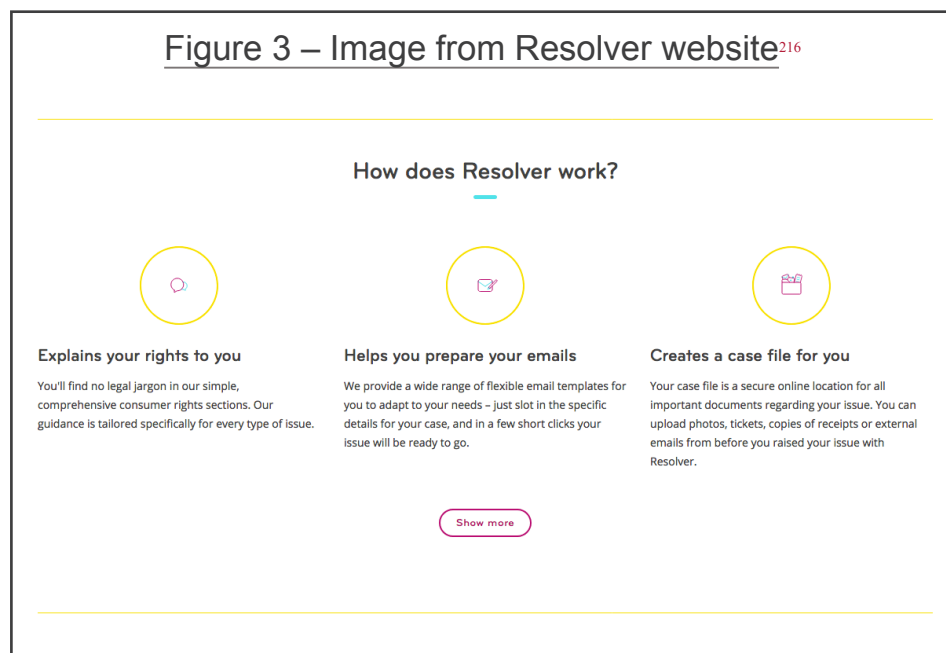 Figure 3 – Image from Resolver website216
How does Resolver work?
Explains your rights to you
You'll find no legal jargon in our simple,
comprehensive consumer rights sections. Our
guidance is tailored specifically for every type of issue.
Helps you prepare your emails
We provide a wide range of flexible email templates for
you to adapt to your needs – just slot in the specific
details for your case, and in a few short clicks your
issue will be ready to go.
Creates a case file for you
Your case file is a secure online location for all
important documents regarding your issue. You can
upload photos, tickets, copies of receipts or external
emails from before you raised your issue with
Resolver.
Show more